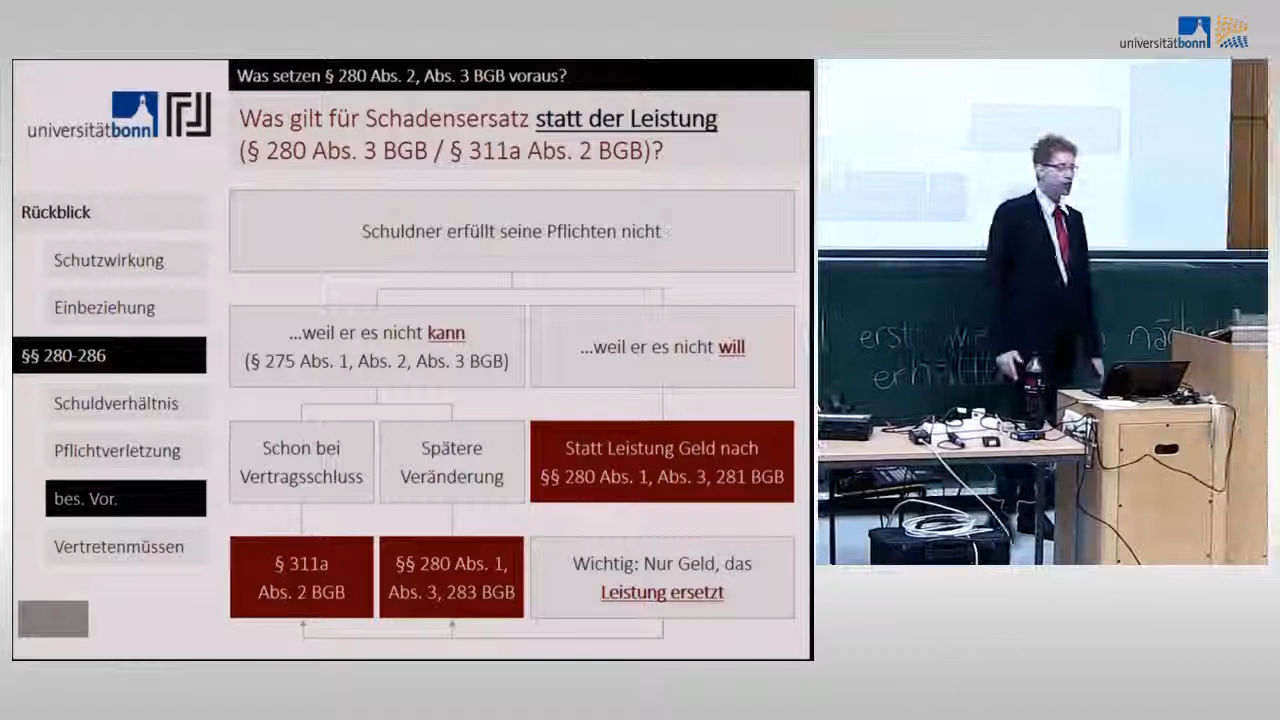 universitätbonn
Was setzen § 280 Abs. 2, Abs. 3 BGB voraus?
universitätbonn
Was gilt für Schadensersatz statt der Leistung
(§ 280 Abs. 3 BGB / § 311a Abs. 2 BGB)?
Rückblick
Schutzwirkung
Einbeziehung
§§ 280-286
Schuldverhältnis
Pflichtverletzung
bes. Vor.
Vertretenmüssen
Schuldner erfüllt seine Pflichten nicht
...weil er es nicht kann
(§ 275 Abs. 1, Abs. 2, Abs. 3 BGB)
...weil er es nicht will
Schon bei
Vertragsschluss
Spätere
Veränderung
Statt Leistung Geld nach
§§ 280 Abs. 1, Abs. 3, 281 BGB
§ 311a
Abs. 2 BGB
§§ 280 Abs. 1,
Abs. 3, 283 BGB
Wichtig: Nur Geld, das
Leistung ersetzt
erst